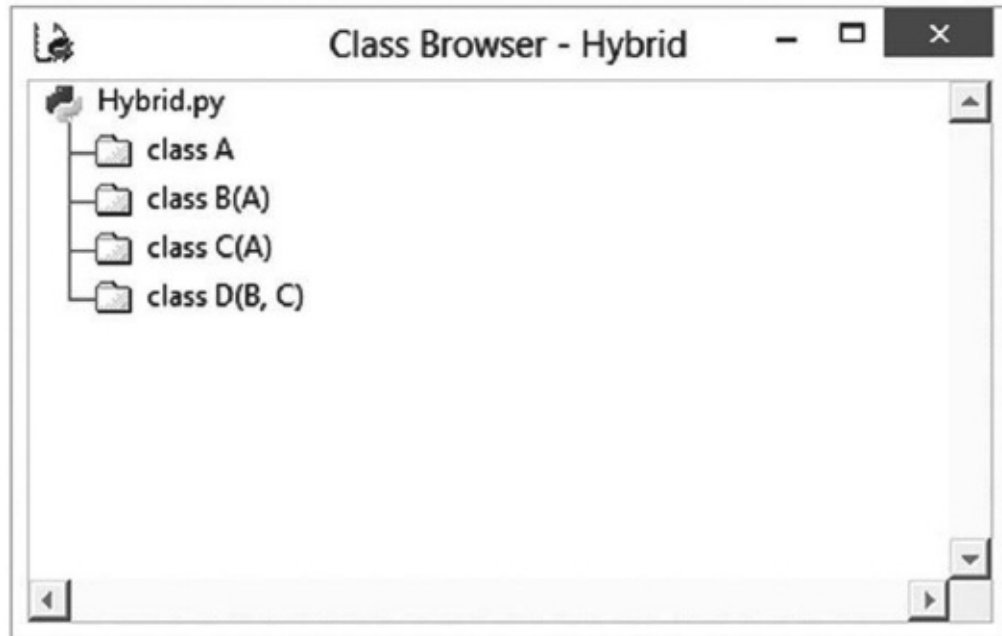 Class Browser - Hybrid
Hybrid.py
class A
class B(A)
class C(A)
class D(B, C)